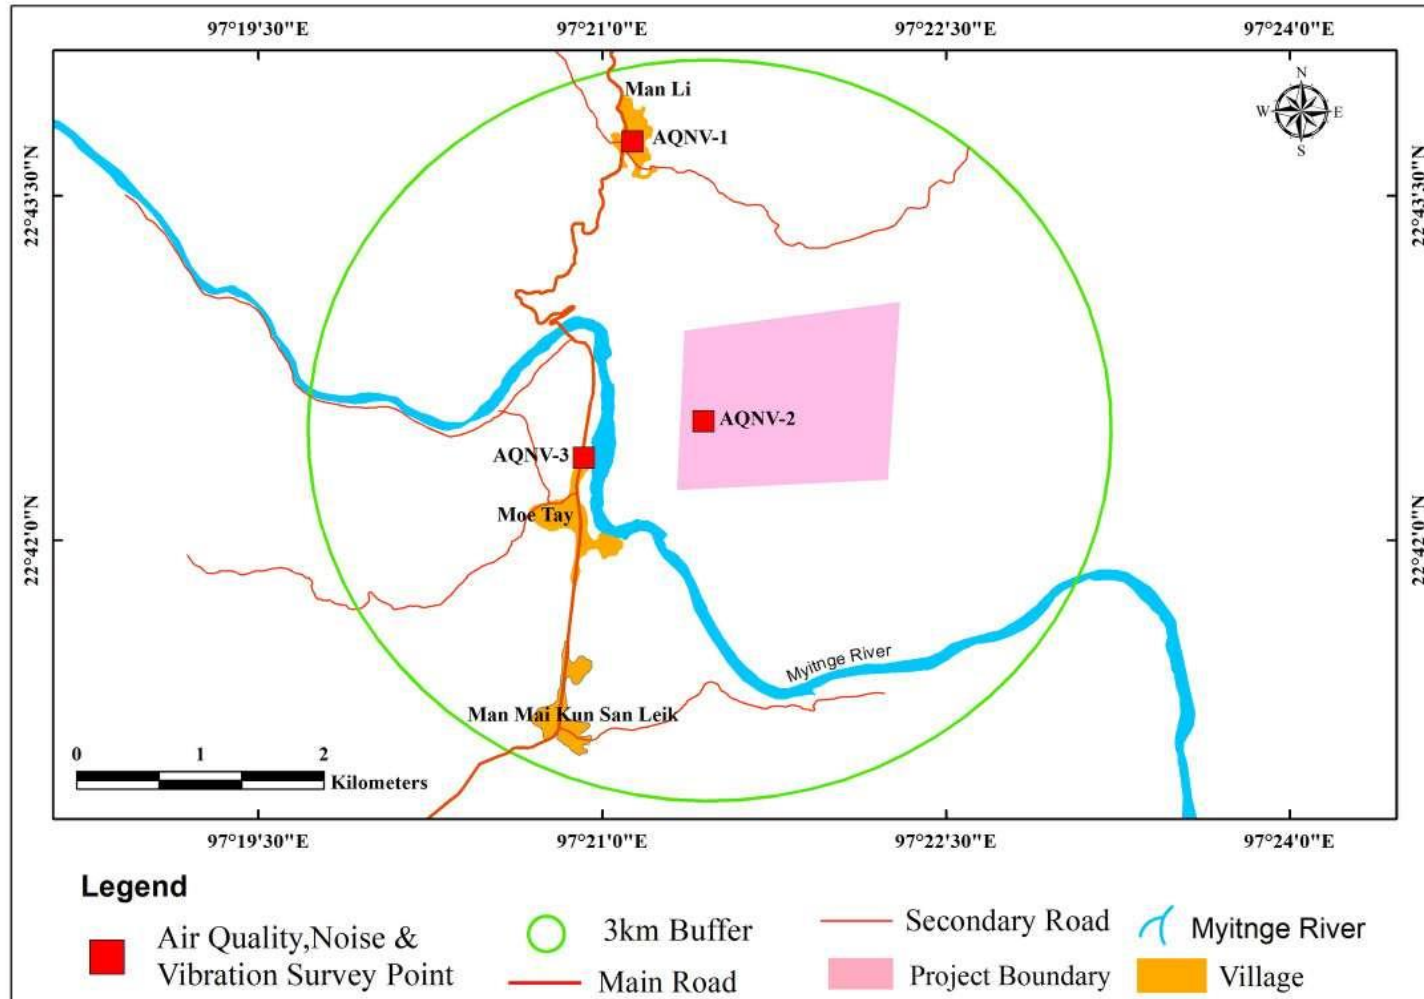 97°19'30"E 97°21'0"E 97°22'30"E 97°24'0"E
Man Li
AQNV-1
N
W E
S
22°43'30"N
22°43'30"N
AQNV-2
AQNV-3
Moe Tay
22°42'0"N
22°42'0"N
Myitnge River
Man Mai Kun San Leik
0 1 2
Kilometers
97°19'30"E 97°21'0"E 97°22'30"E 97°24'0"E
Legend
Air Quality,Noise &
Vibration Survey Point
3km Buffer
Main Road
Secondary Road
Project Boundary
Myitnge River
Village